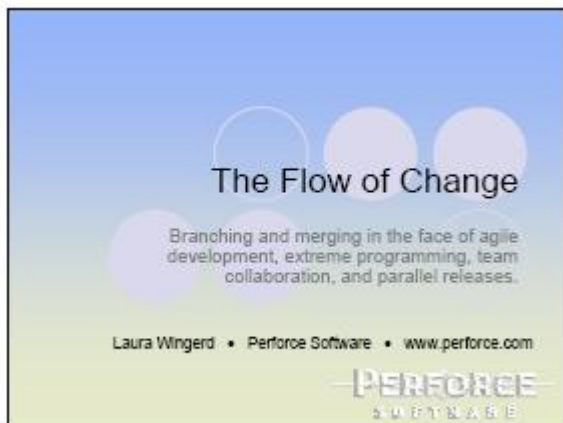 The Flow of Change
Branching and merging in the face of agile
development, extreme programming, team
collaboration, and parallel releases.
Laura Wingerd • Perforce Software • www.perforce.com
PERFORCE
SOFTWARE